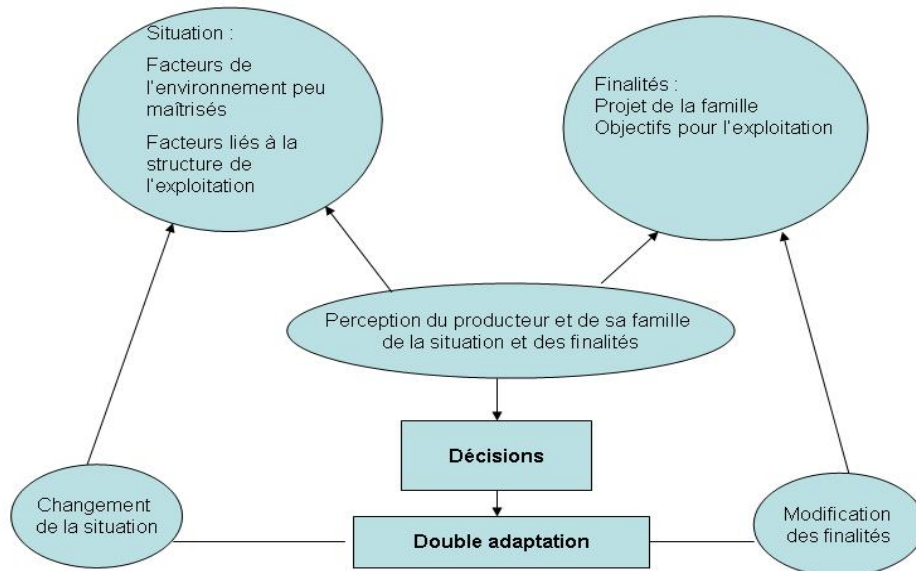 Situation :
Facteurs de
l'environnement peu
maîtrisés
Facteurs liés à la
structure de
l'exploitation
Finalités :
Projet de la famille
Objectifs pour l'exploitation
Perception du producteur et de sa famille
de la situation et des finalités
Décisions
Changement
de la situation
Double adaptation
Modification
des finalités